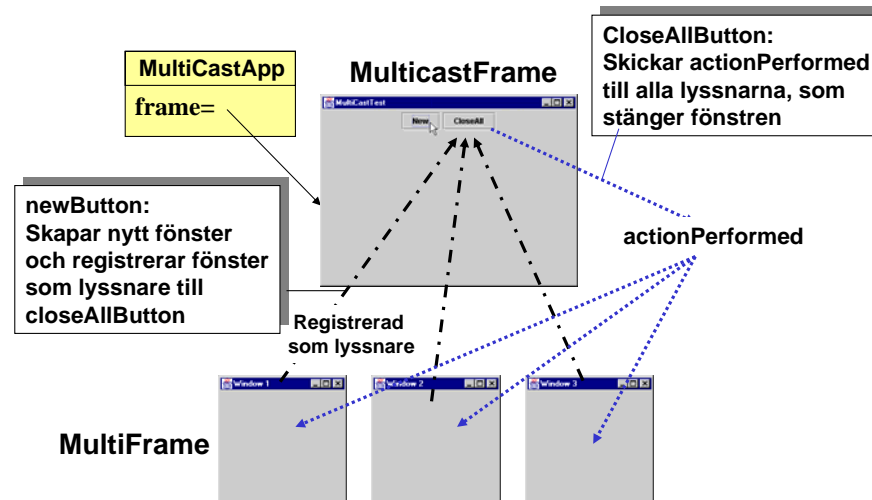 CloseAllButton:
Skickar actionPerformed
till alla lyssnarna, som
stänger fönstren
MultiCastApp
frame=
MulticastFrame
MultiCastTest
New
CloseAll
newButton:
Skapar nytt fönster
och registrerar fönster
som lyssnare till
closeAllButton
actionPerformed
Registrerad
som lyssnare
Window 1
Window 2
Window 3
MultiFrame